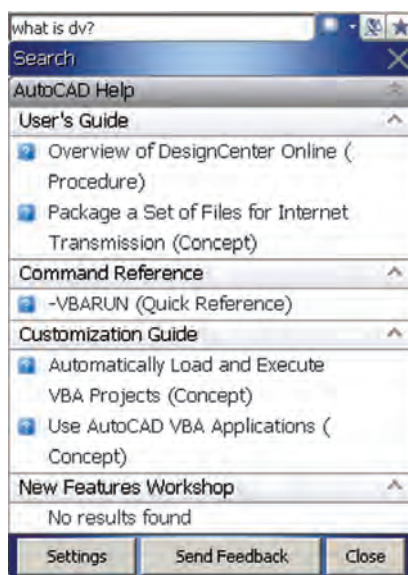 what is dv?
Search
AutoCAD Help
User's Guide
Overview of DesignCenter Online (
Procedure)
Package a Set of Files for Internet
Transmission (Concept)
Command Reference
-VBARUN (Quick Reference)
Customization Guide
Automatically Load and Execute
VBA Projects (Concept)
Use AutoCAD VBA Applications (
Concept)
New Features Workshop
No results found
Settings Send Feedback Close